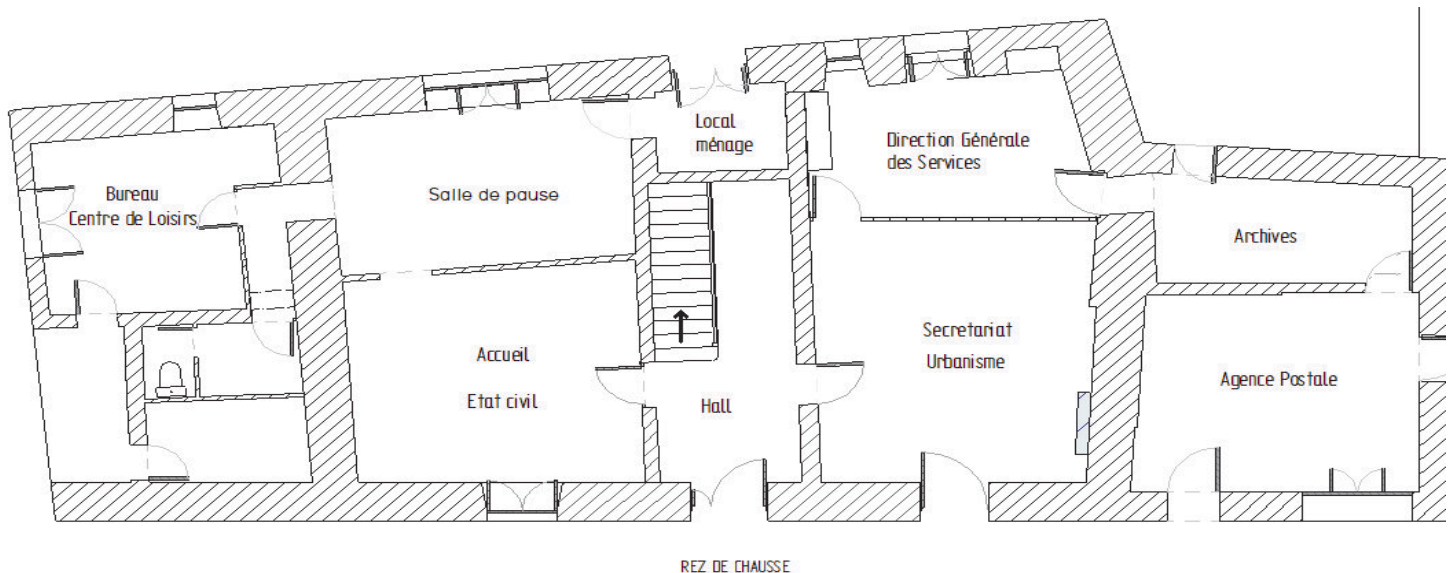 Bureau
Centre de Loisirs
Salle de pause
Local
ménage
Direction Générale
des Services
Archives
Accueil
Etat civil
Hall
Secretariat
Urbanisme
Agence Postale
REZ DE CHAUSSE